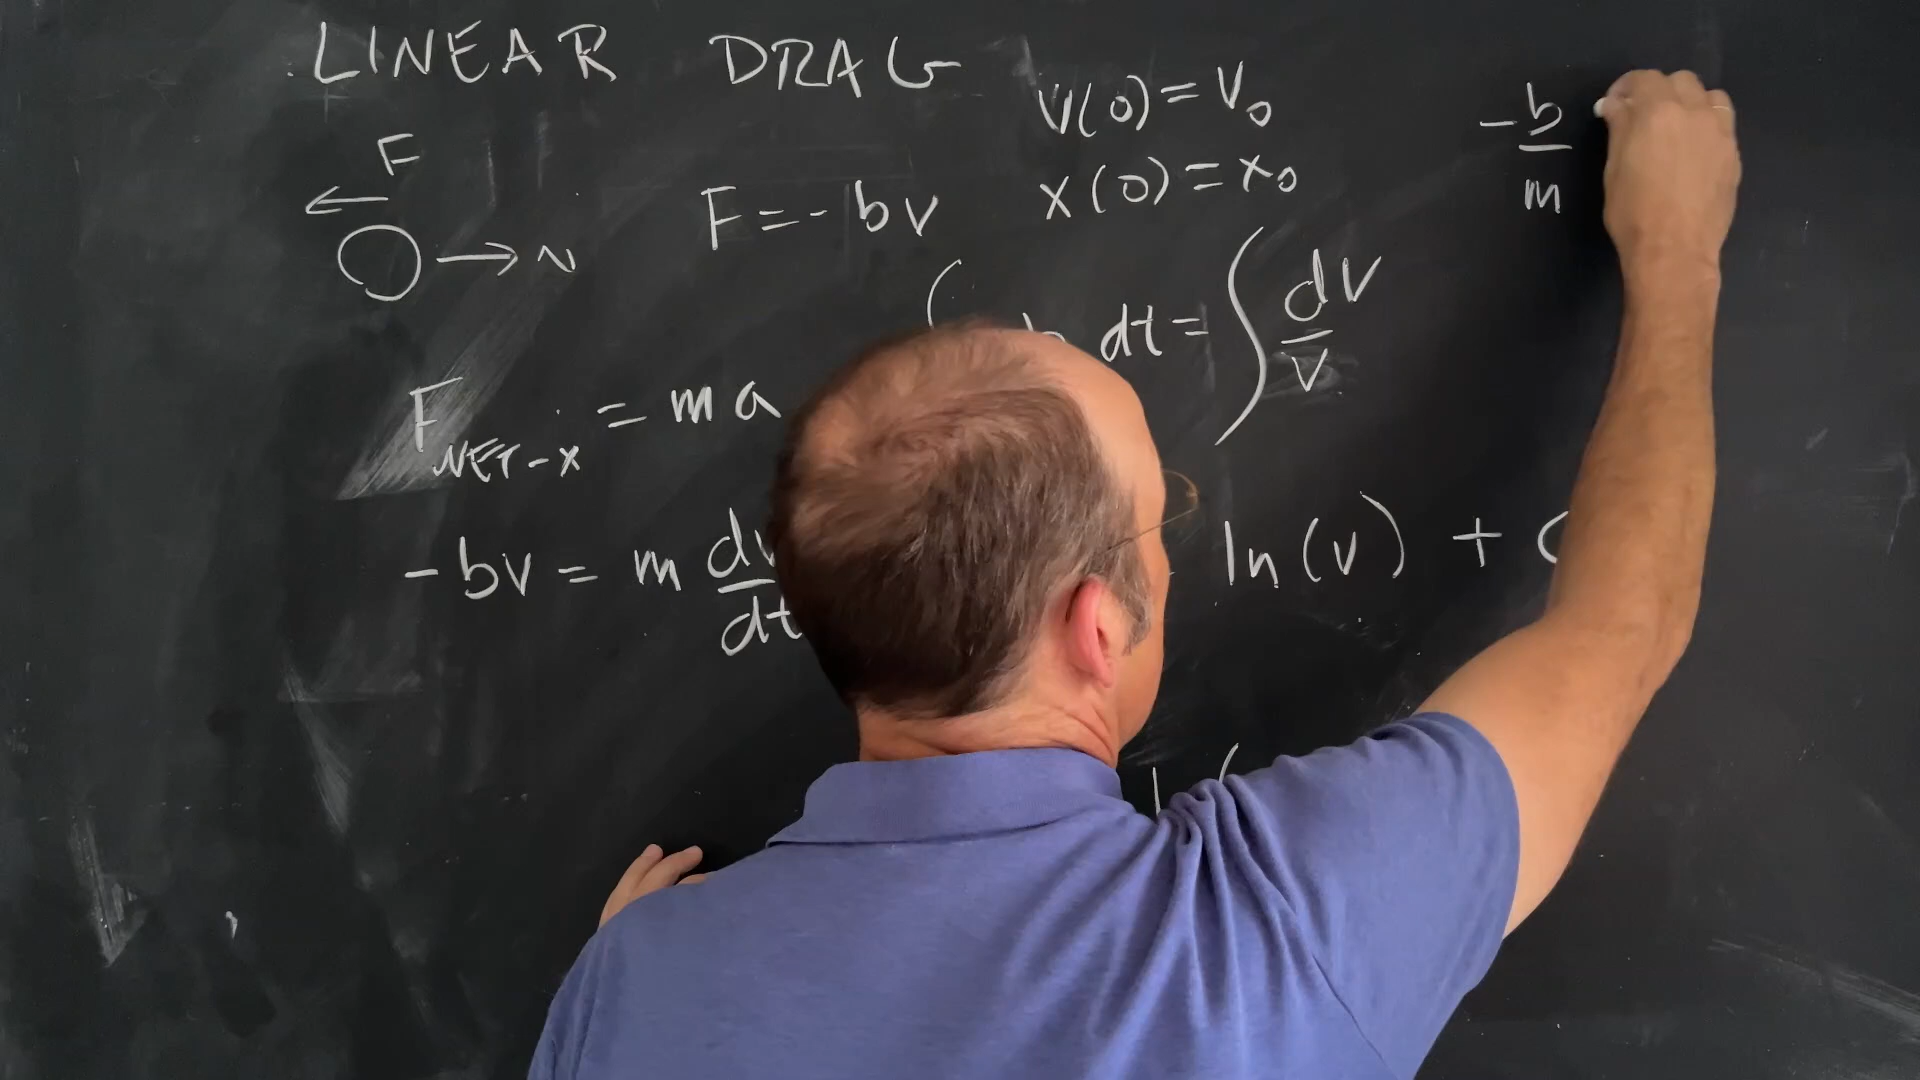 LINEAR DRAG
V(0)=V₀
F
x(0)=x₀
-b/m
F=-bv
v
dt=∫dv/v
F_NET-X = ma
-bv = m dv/dt
ln(v) + C